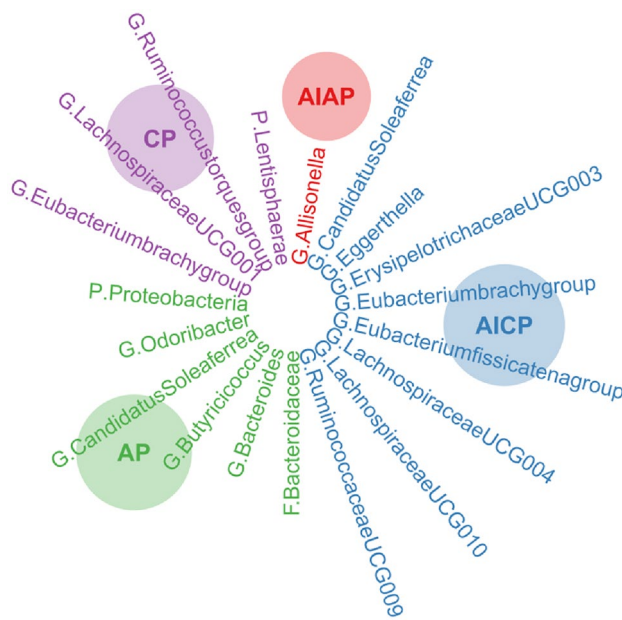 AIAP
G.Allisonella
G.CandidatusSoleaferrea
G.Eggerthella
G.ErysipelotrichaceaeUCG003
G.Eubacteriumbrachygroup
AICP
G.Eubacteriumfissicatenagroup
G.LachnospiraceaeUCG004
G.LachnospiraceaeUCG010
G.RuminococcaceaeUCG009
F.Bacteroidaceae
G.Bacteroides
G.Butyricicoccus
AP
G.CandidatusSoleaferrea
G.Odoribacter
P.Proteobacteria
G.Eubacteriumbrachygroup
G.LachnospiraceaeUCG001
CP
G.Ruminococcustorquesgroup
P.Lentisphaerae